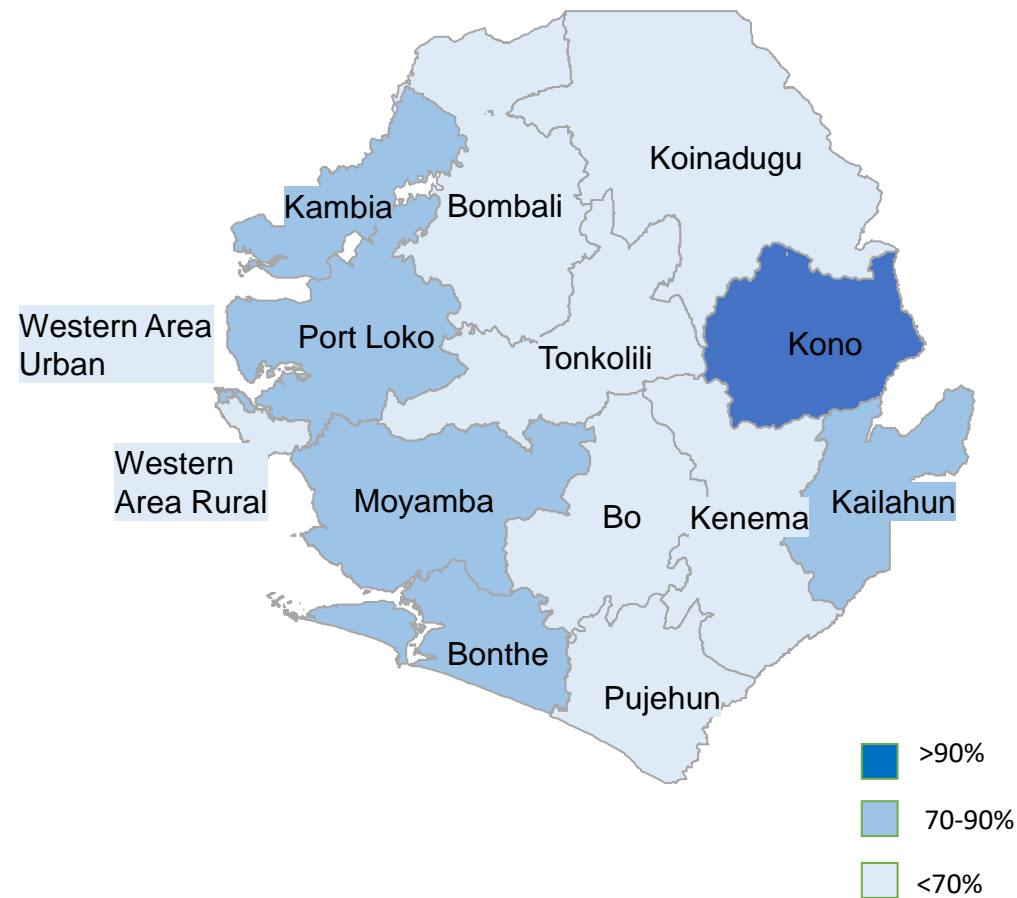 Koinadugu
Kambia
Bombali
Western Area
Urban
Port Loko
Tonkolili
Kono
Western
Area Rural
Moyamba
Bo
Kenema
Kailahun
Bonthe
Pujehun
>90%
70-90%
<70%